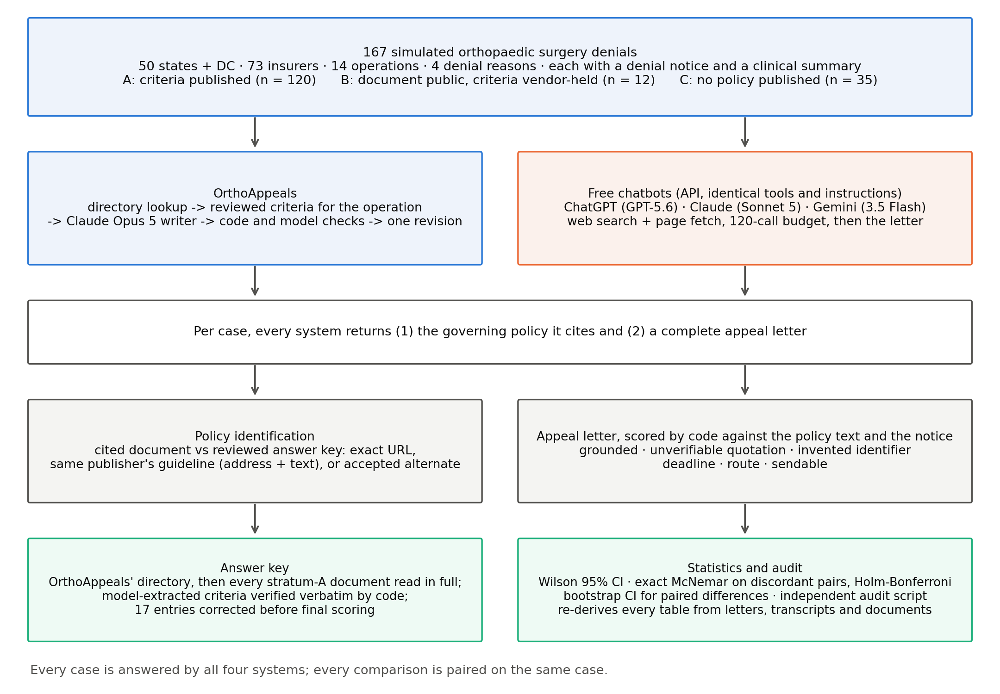 167 simulated orthopaedic surgery denials
50 states + DC · 73 insurers · 14 operations · 4 denial reasons · each with a denial notice and a clinical summary
A: criteria published (n = 120)      B: document public, criteria vendor-held (n = 12)      C: no policy published (n = 35)
OrthoAppeals
directory lookup -> reviewed criteria for the operation
-> Claude Opus 5 writer -> code and model checks -> one revision
Free chatbots (API, identical tools and instructions)
ChatGPT (GPT-5.6) · Claude (Sonnet 5) · Gemini (3.5 Flash)
web search + page fetch, 120-call budget, then the letter
Per case, every system returns (1) the governing policy it cites and (2) a complete appeal letter
Policy identification
cited document vs reviewed answer key: exact URL,
same publisher's guideline (address + text), or accepted alternate
Appeal letter, scored by code against the policy text and the notice
grounded · unverifiable quotation · invented identifier
deadline · route · sendable
Answer key
OrthoAppeals' directory, then every stratum-A document read in full;
model-extracted criteria verified verbatim by code;
17 entries corrected before final scoring
Statistics and audit
Wilson 95% CI · exact McNemar on discordant pairs, Holm-Bonferroni
bootstrap CI for paired differences · independent audit script
re-derives every table from letters, transcripts and documents
Every case is answered by all four systems; every comparison is paired on the same case.